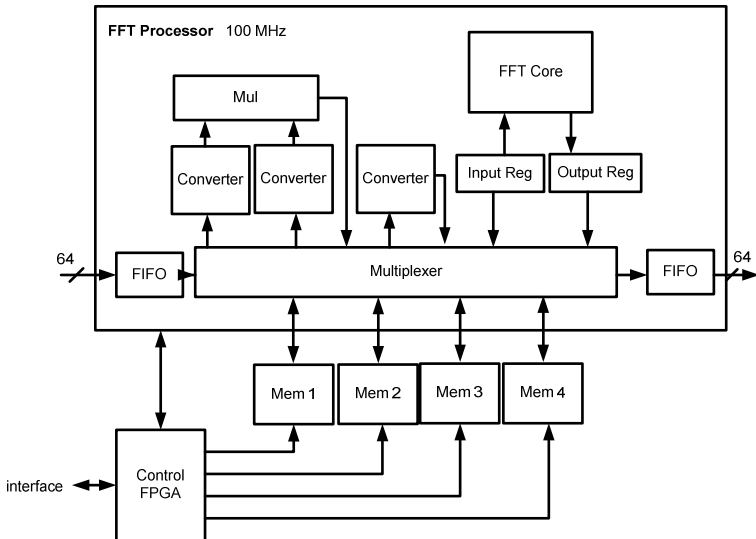 FFT Processor 100 MHz
FFT Core
Mul
Converter
Converter
Converter
Input Reg
Output Reg
64
FIFO
Multiplexer
FIFO
64
Mem 1
Mem 2
Mem 3
Mem 4
interface
Control
FPGA